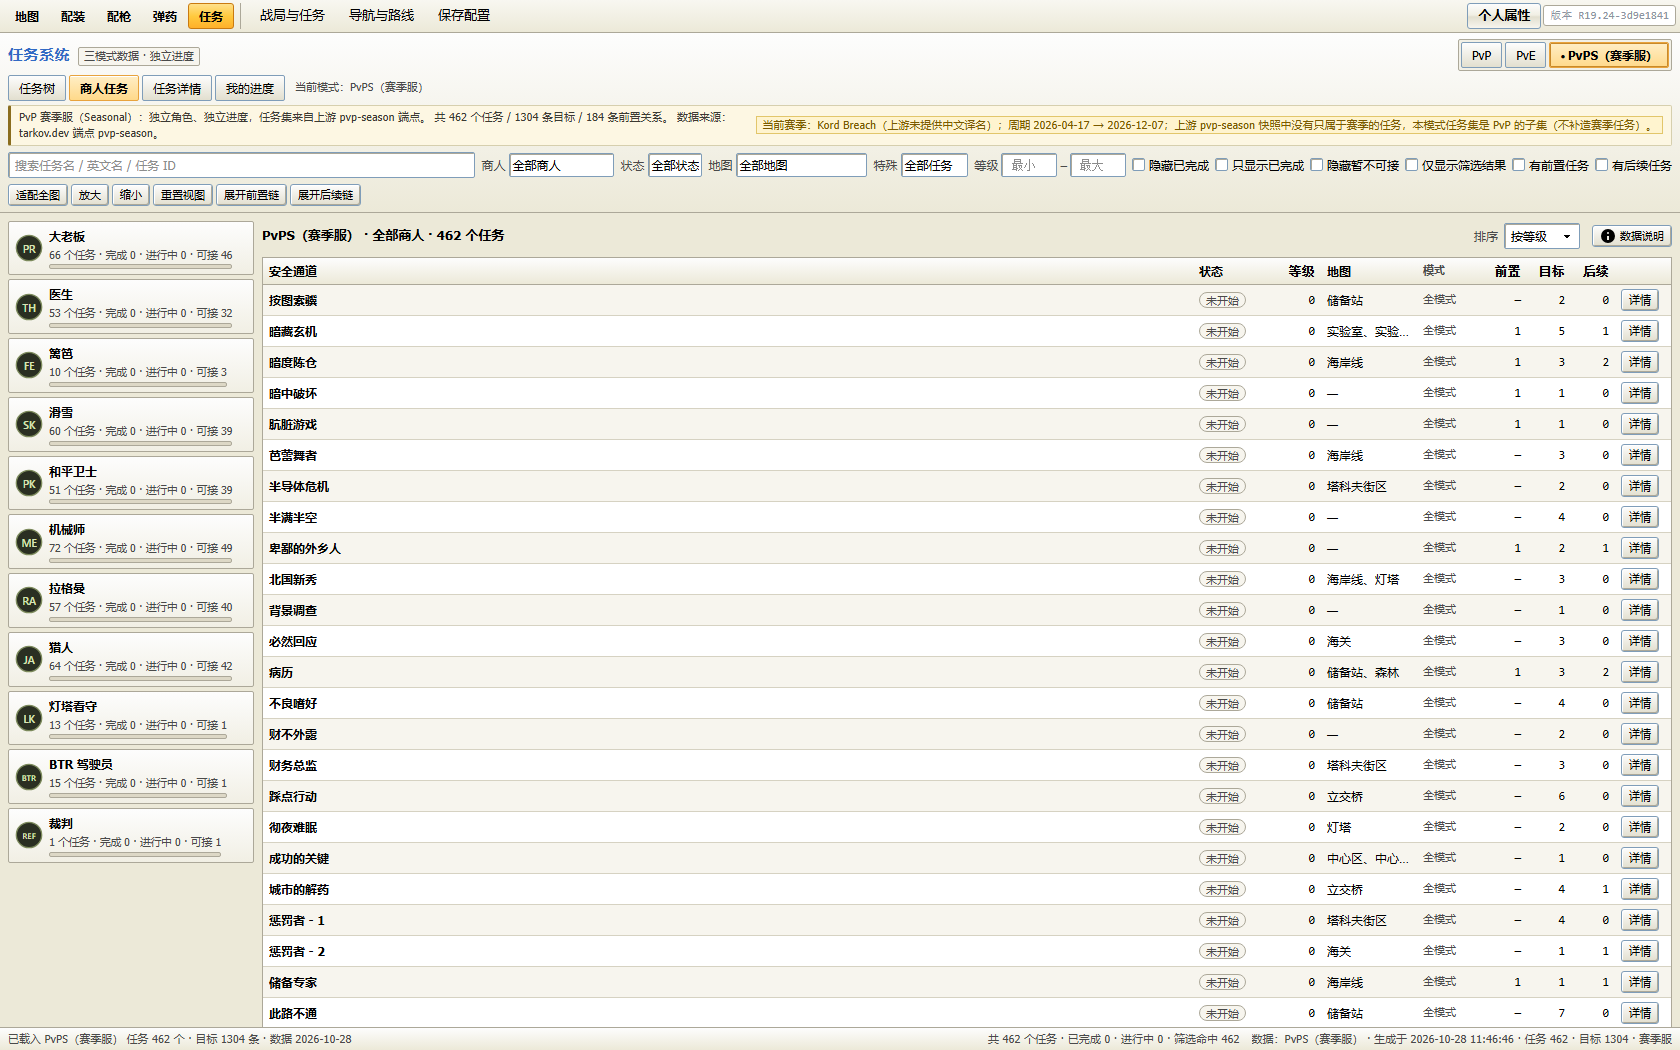 地图 配装 配枪 弹药 任务 战局与任务 导航与路线 保存配置 个人属性 版本 R19.24-3d9e1841
任务系统 三模式数据 · 独立进度 PvP PvE • PvPS（赛季服）
任务树 商人任务 任务详情 我的进度 当前模式：PvPS（赛季服）
PvP 赛季服（Seasonal）：独立角色、独立进度，任务集来自上游 pvp-season 端点。 共 462 个任务 / 1304 条目标 / 184 条前置关系。 数据来源：
tarkov.dev 端点 pvp-season。
当前赛季：Kord Breach（上游未提供中文译名）；周期 2026-04-17 → 2026-12-07；上游 pvp-season 快照中没有只属于赛季的任务，本模式任务集是 PvP 的子集（不补造赛季任务）。
搜索任务名 / 英文名 / 任务 ID 商人 全部商人 状态 全部状态 地图 全部地图 特殊 全部任务 等级 最小 – 最大 隐藏已完成 只显示已完成 隐藏暂不可接 仅显示筛选结果 有前置任务 有后续任务
适配全图 放大 缩小 重置视图 展开前置链 展开后续链
PR 大老板
66 个任务 · 完成 0 · 进行中 0 · 可接 46
TH 医生
53 个任务 · 完成 0 · 进行中 0 · 可接 32
FE 篱笆
10 个任务 · 完成 0 · 进行中 0 · 可接 3
SK 滑雪
60 个任务 · 完成 0 · 进行中 0 · 可接 39
PK 和平卫士
51 个任务 · 完成 0 · 进行中 0 · 可接 39
ME 机械师
72 个任务 · 完成 0 · 进行中 0 · 可接 49
RA 拉格曼
57 个任务 · 完成 0 · 进行中 0 · 可接 40
JA 猎人
64 个任务 · 完成 0 · 进行中 0 · 可接 42
LK 灯塔看守
13 个任务 · 完成 0 · 进行中 0 · 可接 1
BTR BTR 驾驶员
15 个任务 · 完成 0 · 进行中 0 · 可接 1
REF 裁判
1 个任务 · 完成 0 · 进行中 0 · 可接 1
PvPS（赛季服） · 全部商人 · 462 个任务 排序 按等级 数据说明
安全通道 状态 等级 地图 模式 前置 目标 后续
按图索骥 未开始 0 储备站 全模式 — 2 0 详情
暗藏玄机 未开始 0 实验室、实验... 全模式 1 5 1 详情
暗度陈仓 未开始 0 海岸线 全模式 1 3 2 详情
暗中破坏 未开始 0 — 全模式 1 1 0 详情
肮脏游戏 未开始 0 — 全模式 1 1 0 详情
芭蕾舞者 未开始 0 海岸线 全模式 — 3 0 详情
半导体危机 未开始 0 塔科夫街区 全模式 — 2 0 详情
半满半空 未开始 0 — 全模式 — 4 0 详情
卑鄙的外乡人 未开始 0 — 全模式 1 2 1 详情
北国新秀 未开始 0 海岸线、灯塔 全模式 — 3 0 详情
背景调查 未开始 0 — 全模式 — 1 0 详情
必然回应 未开始 0 海关 全模式 — 3 0 详情
病历 未开始 0 储备站、森林 全模式 1 3 2 详情
不良嗜好 未开始 0 储备站 全模式 — 4 0 详情
财不外露 未开始 0 — 全模式 — 2 0 详情
财务总监 未开始 0 塔科夫街区 全模式 — 3 0 详情
踩点行动 未开始 0 立交桥 全模式 — 6 0 详情
彻夜难眠 未开始 0 灯塔 全模式 — 2 0 详情
成功的关键 未开始 0 中心区、中心... 全模式 — 1 0 详情
城市的解药 未开始 0 立交桥 全模式 — 4 1 详情
惩罚者 - 1 未开始 0 塔科夫街区 全模式 — 4 0 详情
惩罚者 - 2 未开始 0 海关 全模式 — 1 1 详情
储备专家 未开始 0 海岸线 全模式 1 1 1 详情
此路不通 未开始 0 储备站 全模式 — 7 0 详情
已载入 PvPS（赛季服） 任务 462 个 · 目标 1304 条 · 数据 2026-10-28 共 462 个任务 · 已完成 0 · 进行中 0 · 筛选命中 462 数据：PvPS（赛季服） · 生成于 2026-10-28 11:46:46 · 任务 462 · 目标 1304 · 赛季服